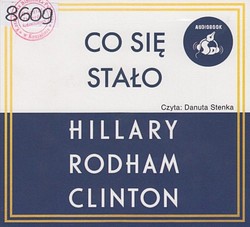 8609
AUDIOBOOK
CO SIĘ
STAŁO
Czyta: Danuta Stenka
HILLARY
RODHAM
CLINTON